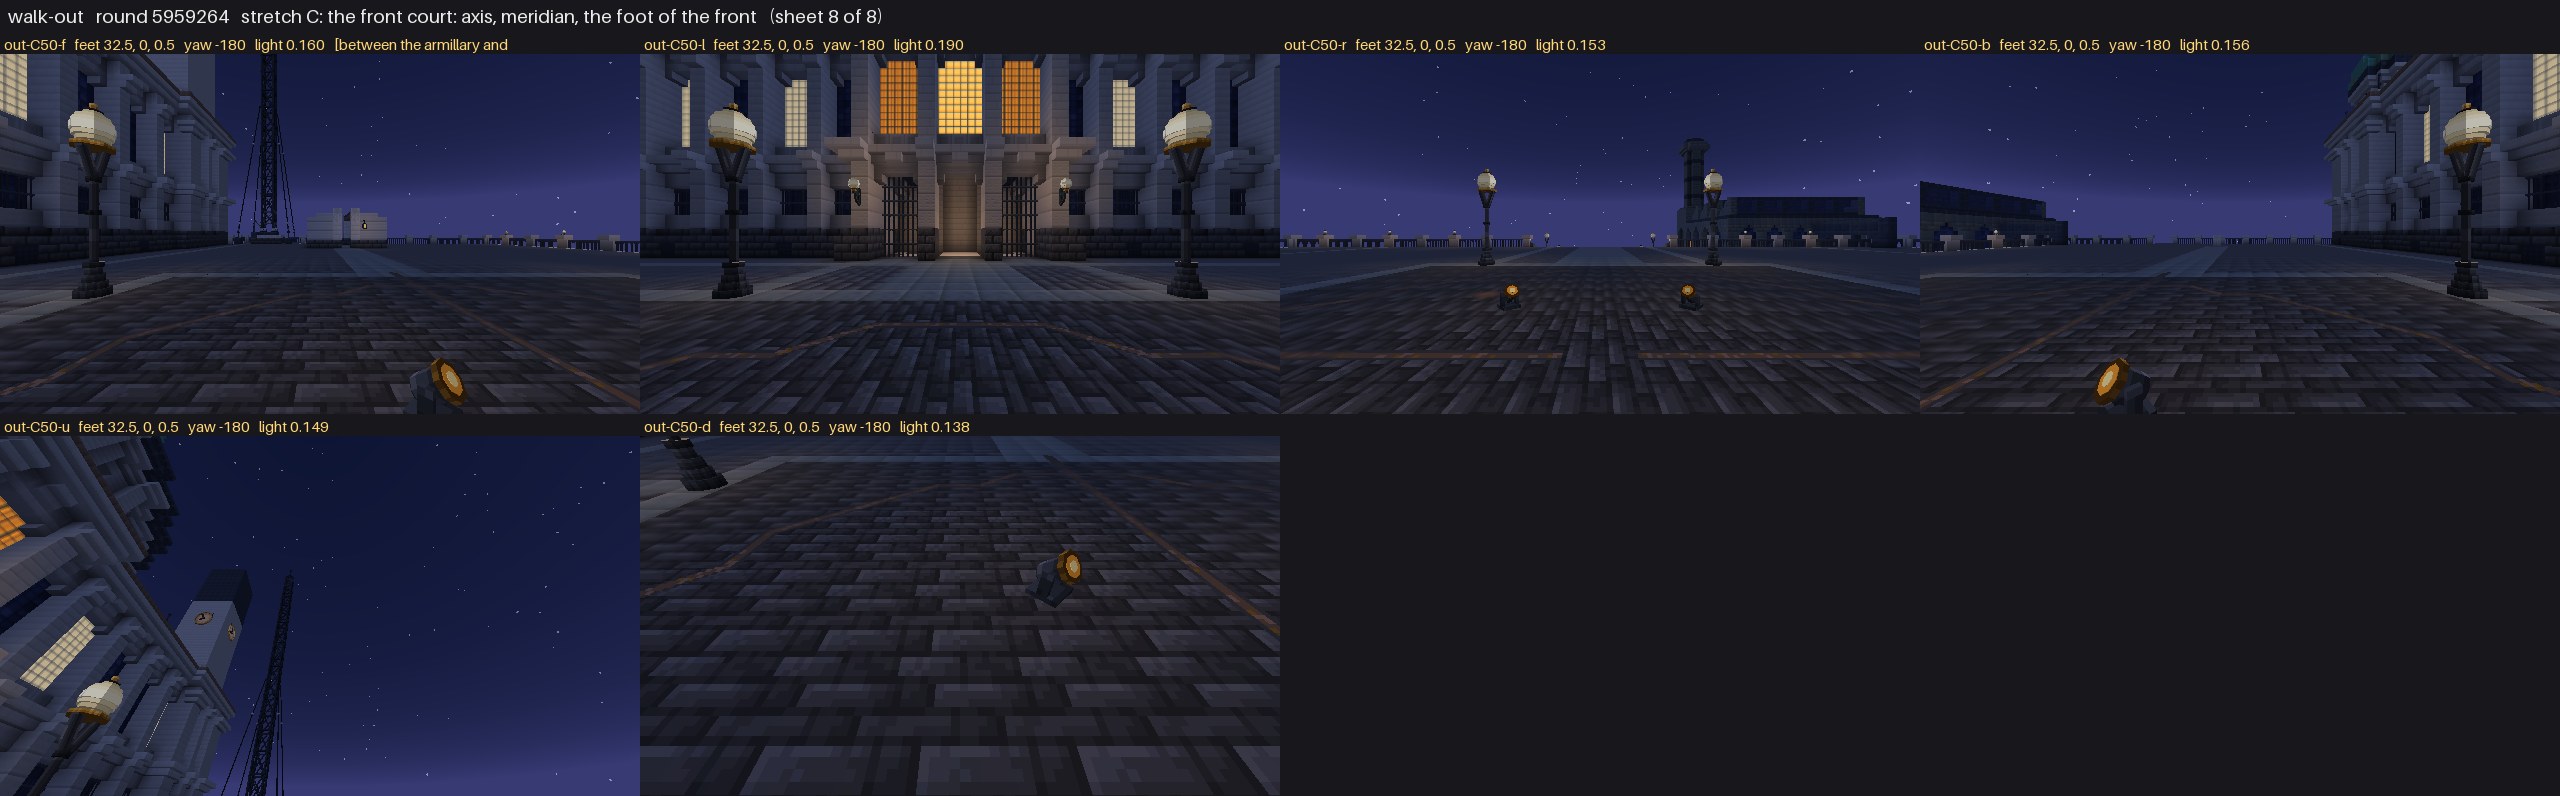 walk-out round 5959264 stretch C: the front court: axis, meridian, the foot of the front (sheet 8 of 8)
out-C50-f feet 32.5, 0, 0.5 yaw -180 light 0.160 [between the armillary and
out-C50-l feet 32.5, 0, 0.5 yaw -180 light 0.190
out-C50-r feet 32.5, 0, 0.5 yaw -180 light 0.153
out-C50-b feet 32.5, 0, 0.5 yaw -180 light 0.156
out-C50-u feet 32.5, 0, 0.5 yaw -180 light 0.149
out-C50-d feet 32.5, 0, 0.5 yaw -180 light 0.138